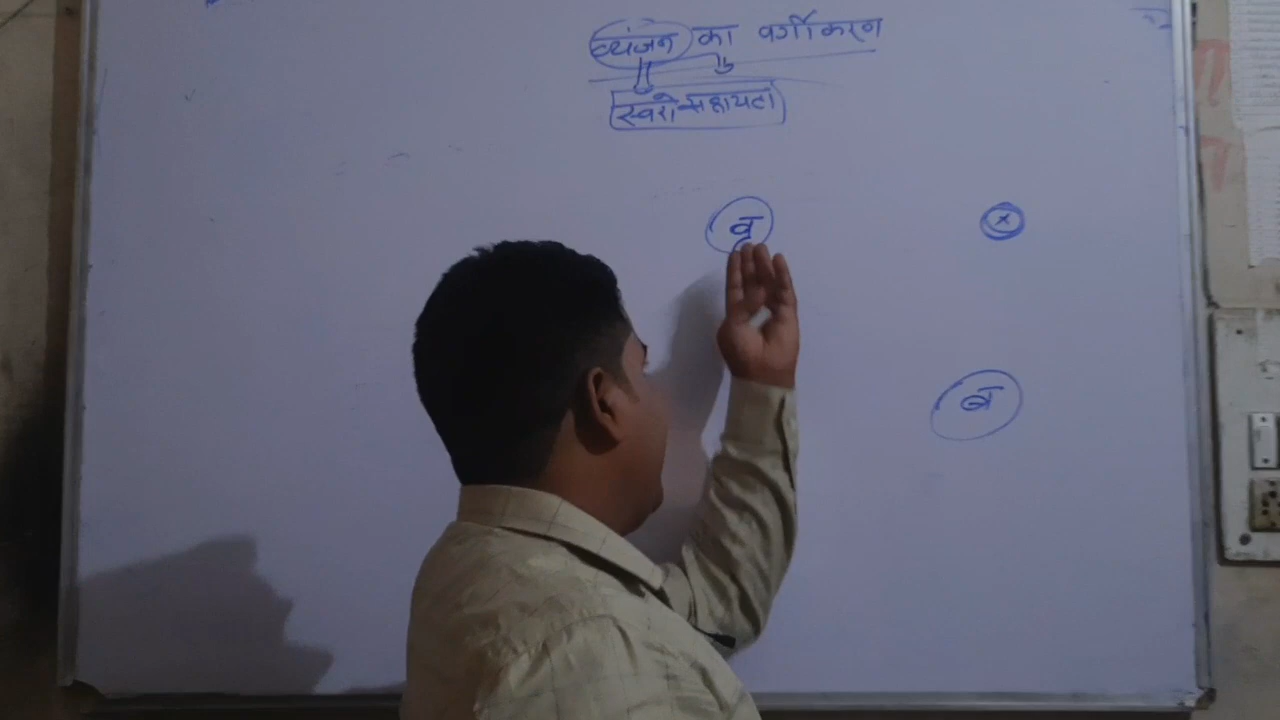 व्यंजन का वर्गीकरण
स्वरो सहायता
व
×
ब